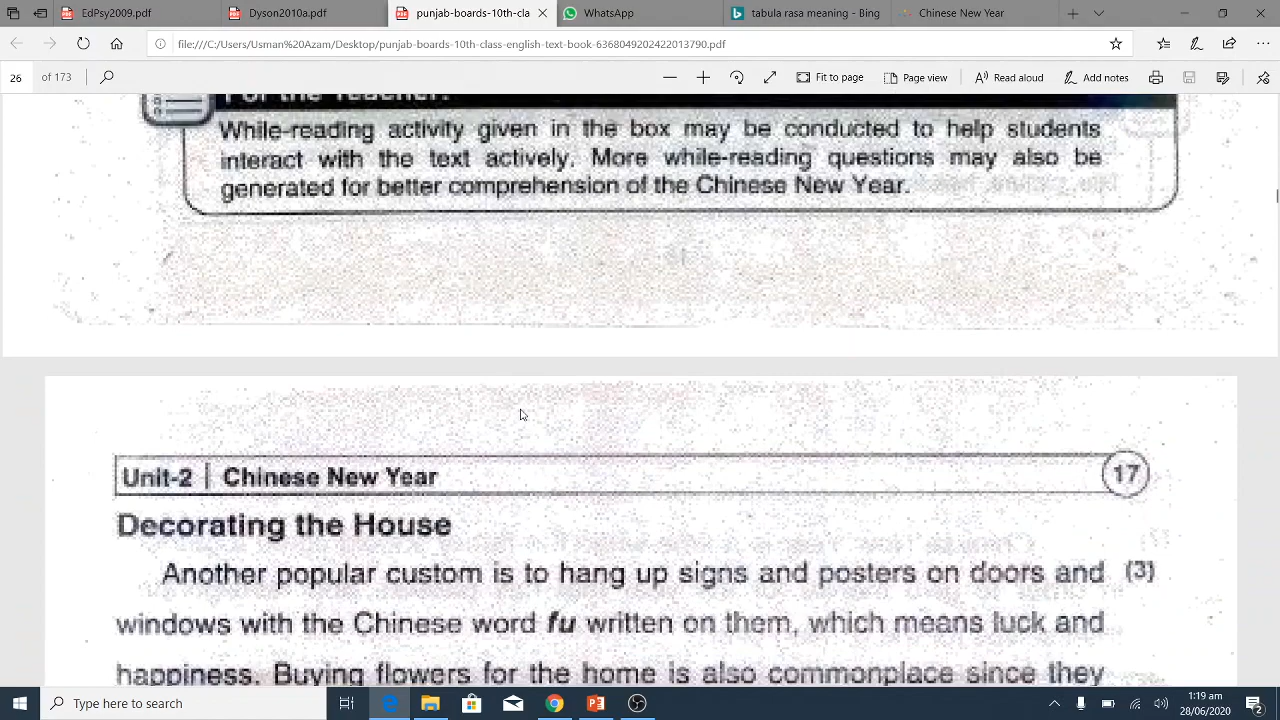 EdPsy2009.pdf
Dyson2010a.pdf
punjab-boards-10th-cla
WhatsApp
tabula rasa meaning - Bing
Chinese New Year
file:///C:/Users/Usman%20Azam/Desktop/punjab-boards-10th-class-english-text-book-6368049202422013790.pdf
26 of 173
Fit to page
Page view
Read aloud
Add notes
For the Teacher:
While-reading activity given in the box may be conducted to help students
interact with the text actively. More while-reading questions may also be
generated for better comprehension of the Chinese New Year.
Unit-2 | Chinese New Year 17
Decorating the House
Another popular custom is to hang up signs and posters on doors and (3)
windows with the Chinese word fu written on them, which means luck and
happiness. Buying flowers for the home is also commonplace since they
Type here to search
1:19 am
28/06/2020
2